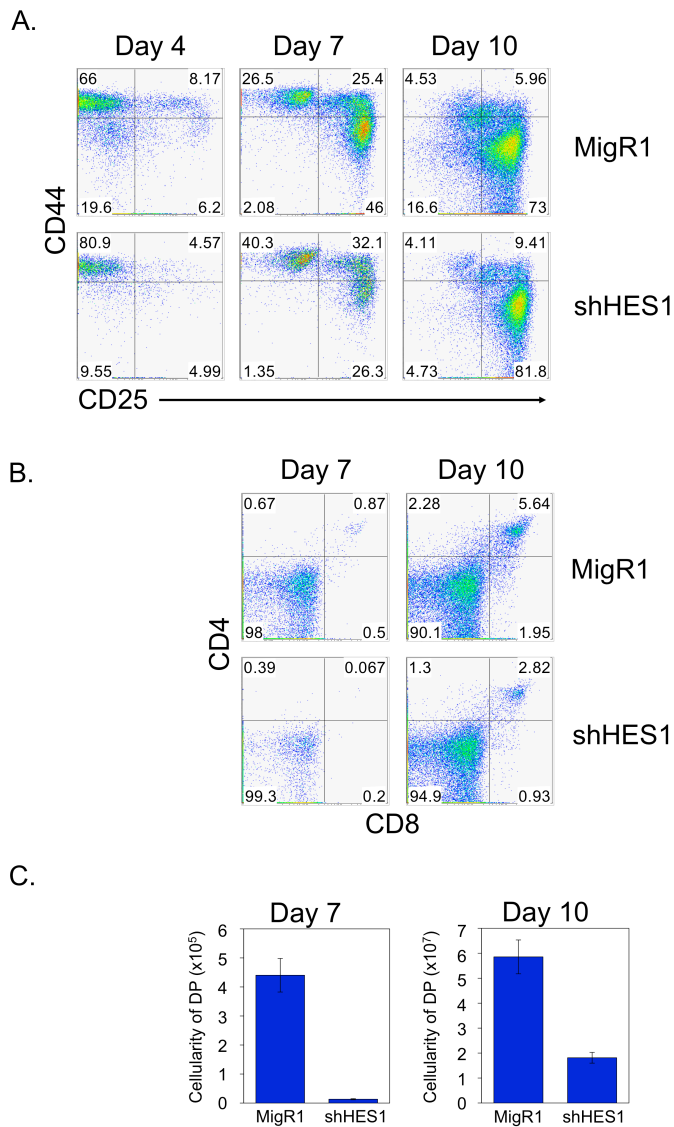 A.
Day 4 Day 7 Day 10
66 8.17 26.5 25.4 4.53 5.96
MigR1
19.6 6.2 2.08 46 16.6 73
CD44
80.9 4.57 40.3 32.1 4.11 9.41
shHES1
9.55 4.99 1.35 26.3 4.73 81.8
CD25
B.
Day 7 Day 10
0.67 0.87 2.28 5.64
MigR1
98 0.5 90.1 1.95
CD4
0.39 0.067 1.3 2.82
shHES1
99.3 0.2 94.9 0.93
CD8
C.
Day 7 Day 10
Cellularity of DP (x10⁵)
6
5
4
3
2
1
0
MigR1 shHES1
Cellularity of DP (x10⁷)
7
6
5
4
3
2
1
0
MigR1 shHES1